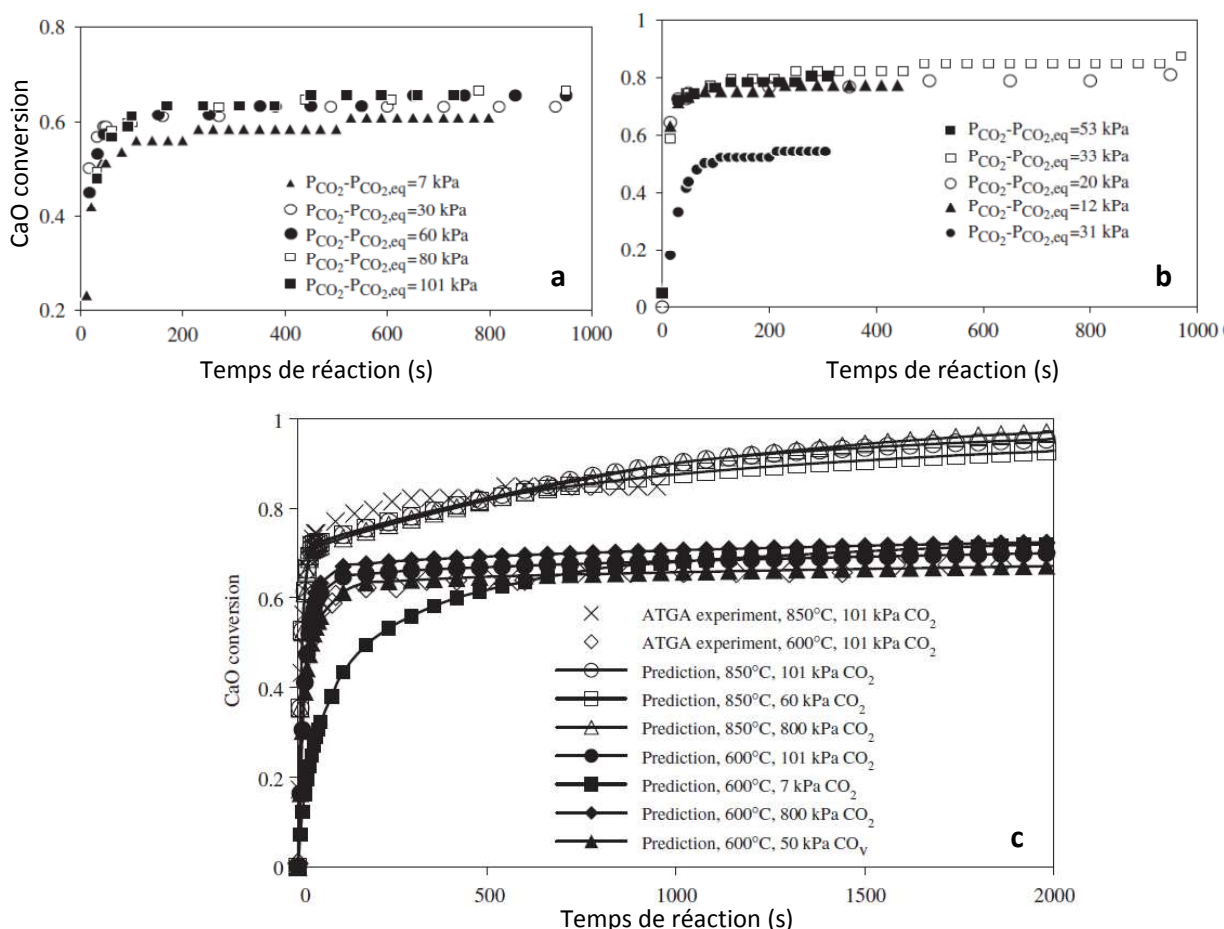 0.8
0.6
0.4
0.2
0 200 400 600 800 1000
CaO conversion
Temps de réaction (s)
P_CO2-P_CO2,eq=7 kPa
P_CO2-P_CO2,eq=30 kPa
P_CO2-P_CO2,eq=60 kPa
P_CO2-P_CO2,eq=80 kPa
P_CO2-P_CO2,eq=101 kPa
a
1
0.8
0.6
0.4
0.2
0
0 200 400 600 800 1000
Temps de réaction (s)
P_CO2-P_CO2,eq=53 kPa
P_CO2-P_CO2,eq=33 kPa
P_CO2-P_CO2,eq=20 kPa
P_CO2-P_CO2,eq=12 kPa
P_CO2-P_CO2,eq=31 kPa
b
1
0.8
0.6
0.4
0.2
0
0 500 1000 1500 2000
CaO conversion
Temps de réaction (s)
ATGA experiment, 850°C, 101 kPa CO2
ATGA experiment, 600°C, 101 kPa CO2
Prediction, 850°C, 101 kPa CO2
Prediction, 850°C, 60 kPa CO2
Prediction, 850°C, 800 kPa CO2
Prediction, 600°C, 101 kPa CO2
Prediction, 600°C, 7 kPa CO2
Prediction, 600°C, 800 kPa CO2
Prediction, 600°C, 50 kPa COv
c